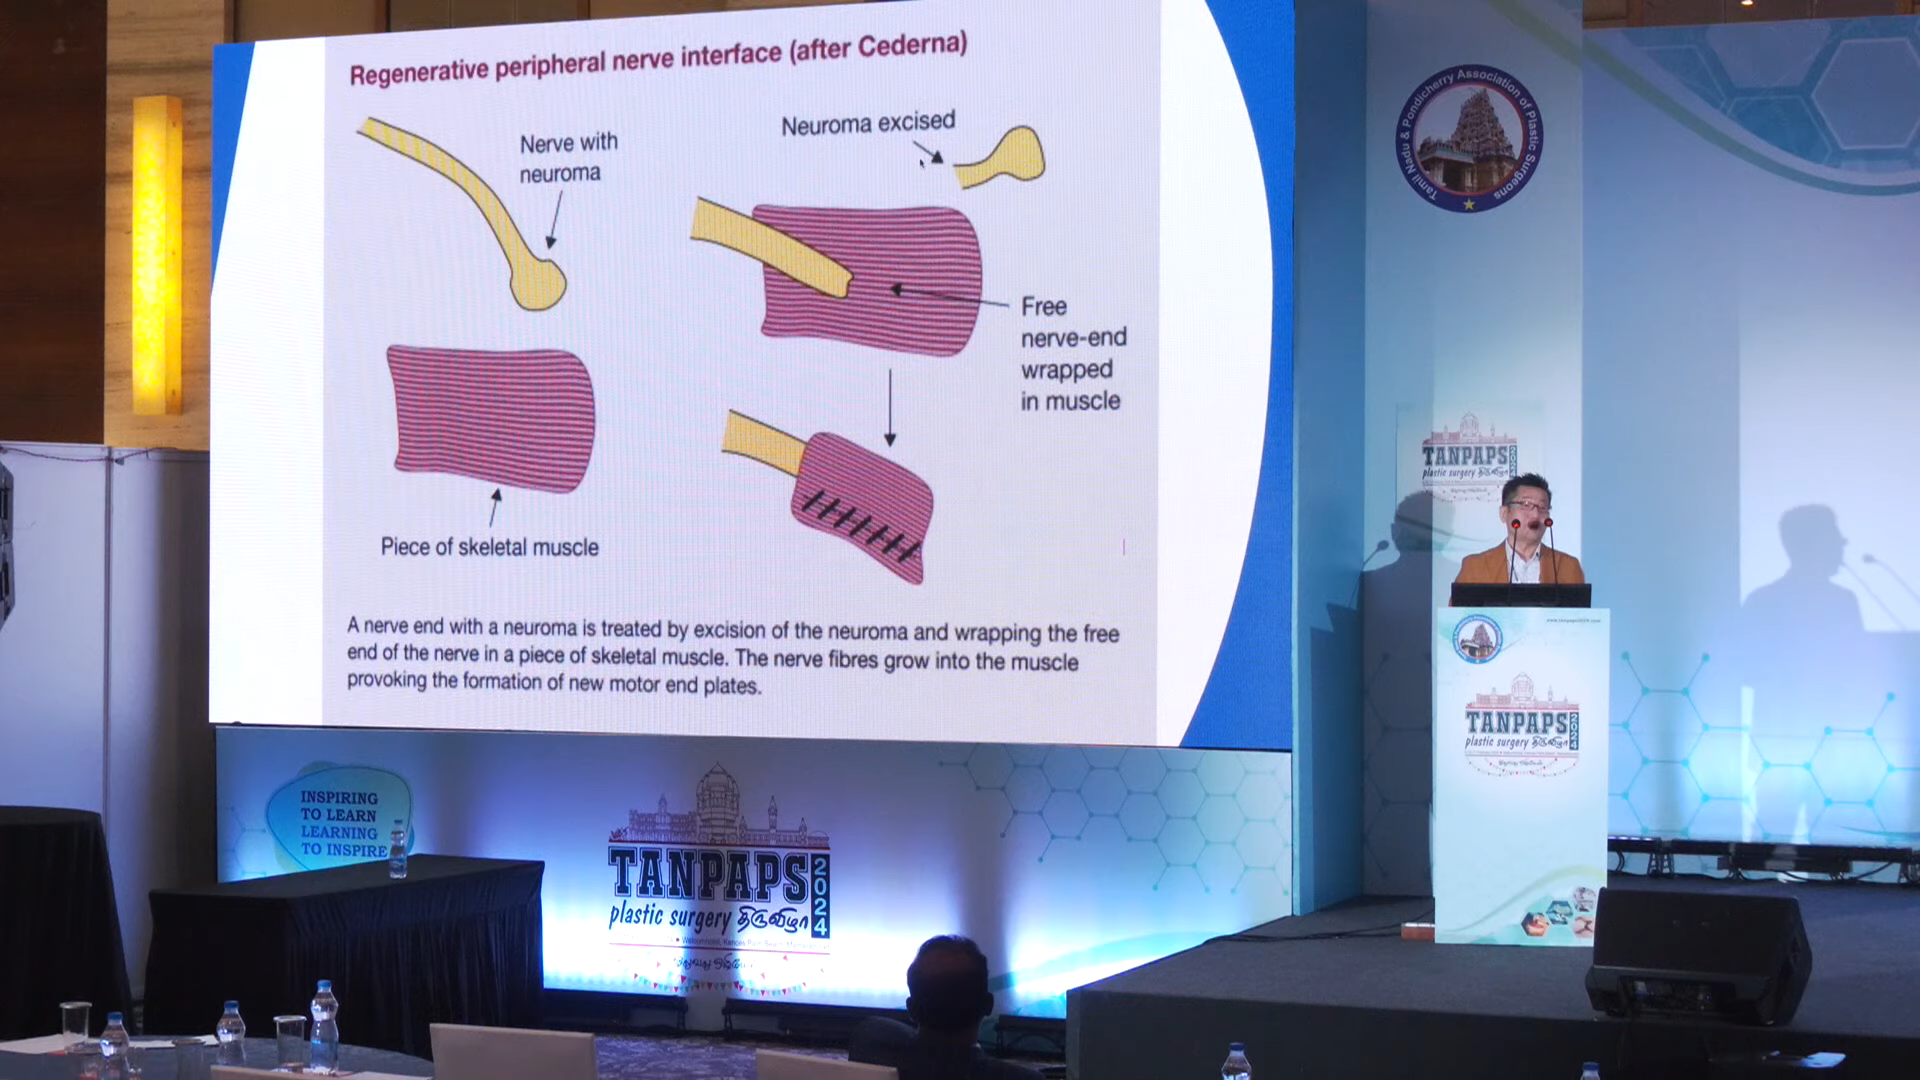 Regenerative peripheral nerve interface (after Cederna)
Nerve with
neuroma
Neuroma excised
Free
nerve-end
wrapped
in muscle
Piece of skeletal muscle
A nerve end with a neuroma is treated by excision of the neuroma and wrapping the free
end of the nerve in a piece of skeletal muscle. The nerve fibres grow into the muscle
provoking the formation of new motor end plates.
Tamil Nadu & Pondicherry Association of Plastic Surgeons
TANPAPS
plastic surgery திருவிழா
TANPAPS 2024
plastic surgery திருவிழா
INSPIRING
TO LEARN
LEARNING
TO INSPIRE
TANPAPS 2024
plastic surgery திருவிழா